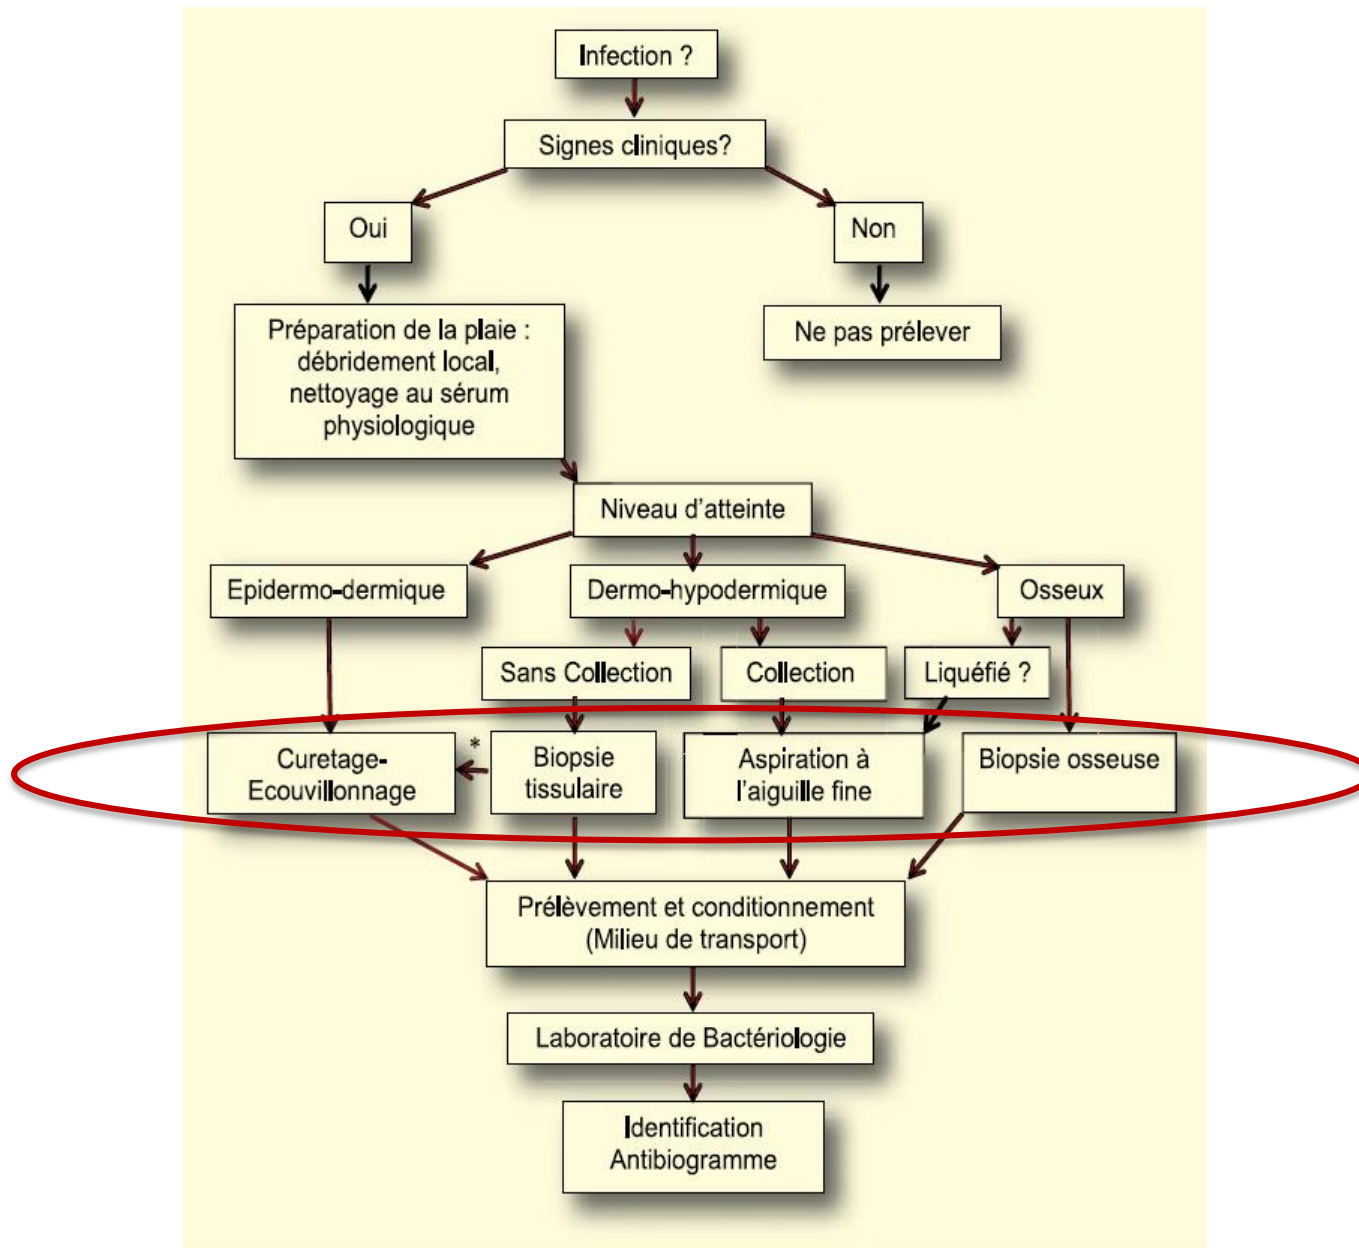 Infection ?
Signes cliniques?
Oui
Non
Préparation de la plaie :
débridement local,
nettoyage au sérum
physiologique
Ne pas prélever
Niveau d'atteinte
Epidermo-dermique
Dermo-hypodermique
Osseux
Sans Collection
Collection
Liquéfié ?
Curetage-
Ecouvillonnage
*
Biopsie
tissulaire
Aspiration à
l'aiguille fine
Biopsie osseuse
Prélèvement et conditionnement
(Milieu de transport)
Laboratoire de Bactériologie
Identification
Antibiogramme